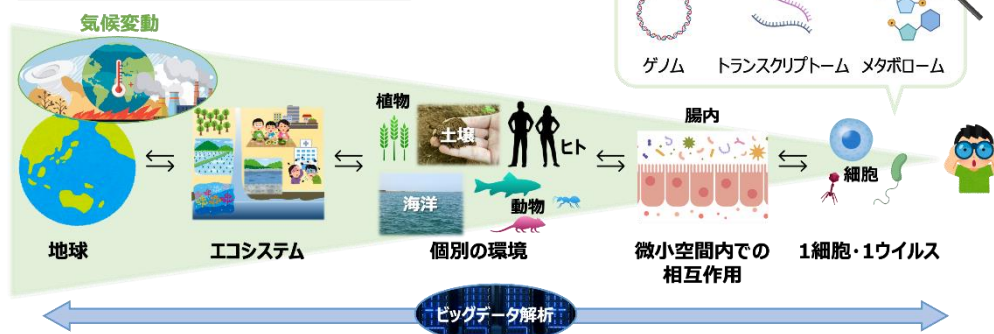 気候変動
ゲノム
トランスクリプトーム
メタボローム
植物
土壌
ヒト
海洋
動物
腸内
細胞
地球
エコシステム
個別の環境
微小空間内での
相互作用
1細胞・1ウイルス
ビッグデータ解析